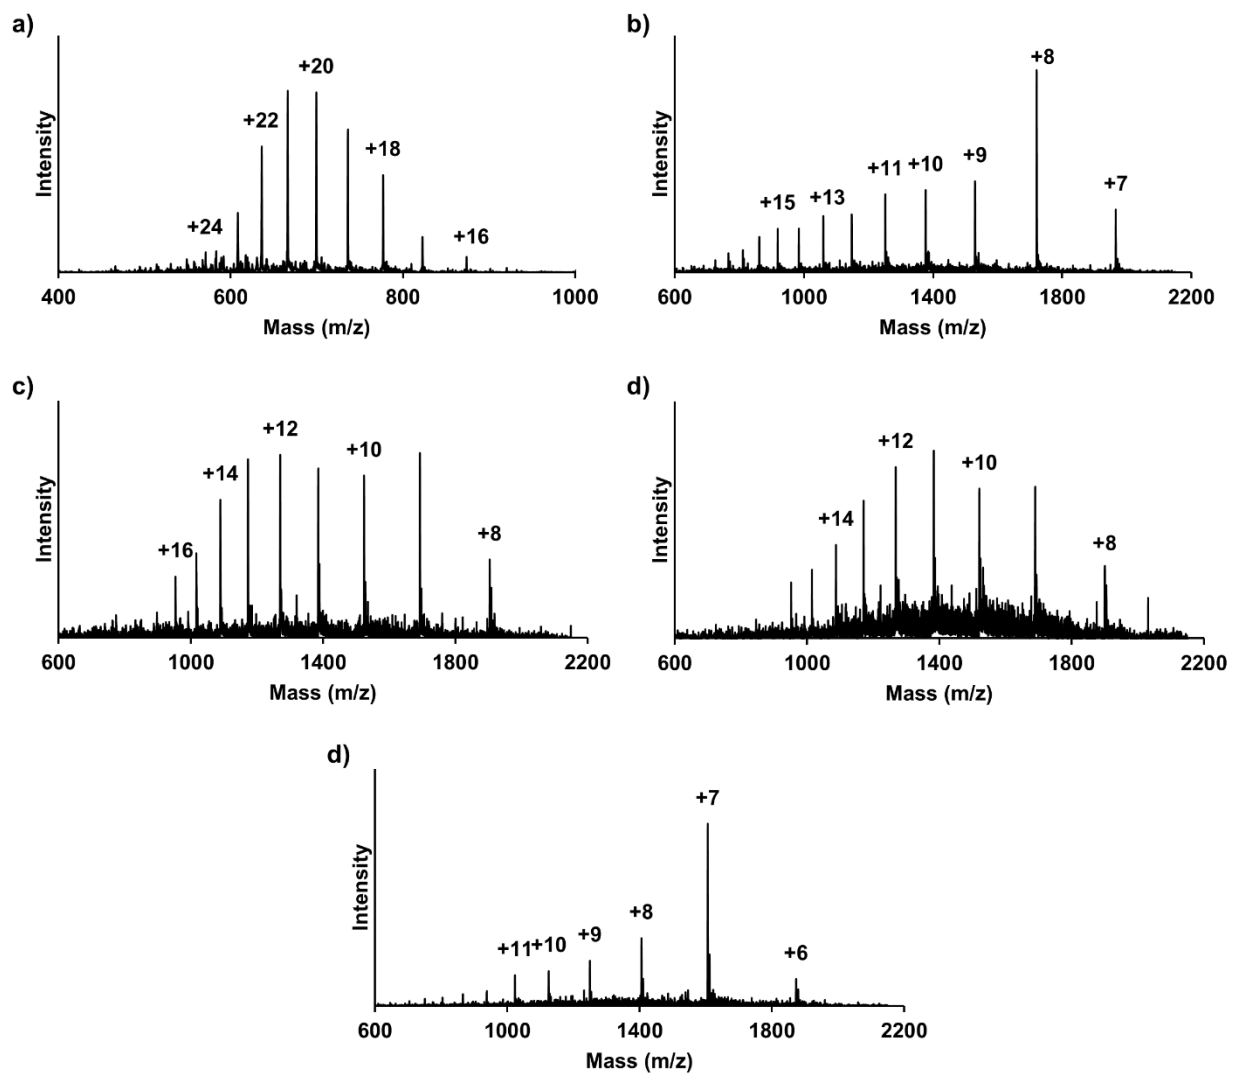 a)
+20
+22
+18
+24
+16
Intensity
400 600 800 1000
Mass (m/z)
b)
+8
+9
+10
+11
+7
+13
+15
Intensity
600 1000 1400 1800 2200
Mass (m/z)
c)
+12
+10
+14
+16
+8
Intensity
600 1000 1400 1800 2200
Mass (m/z)
d)
+12
+10
+14
+8
Intensity
600 1000 1400 1800 2200
Mass (m/z)
d)
+7
+8
+9
+11 +10
+6
Intensity
600 1000 1400 1800 2200
Mass (m/z)